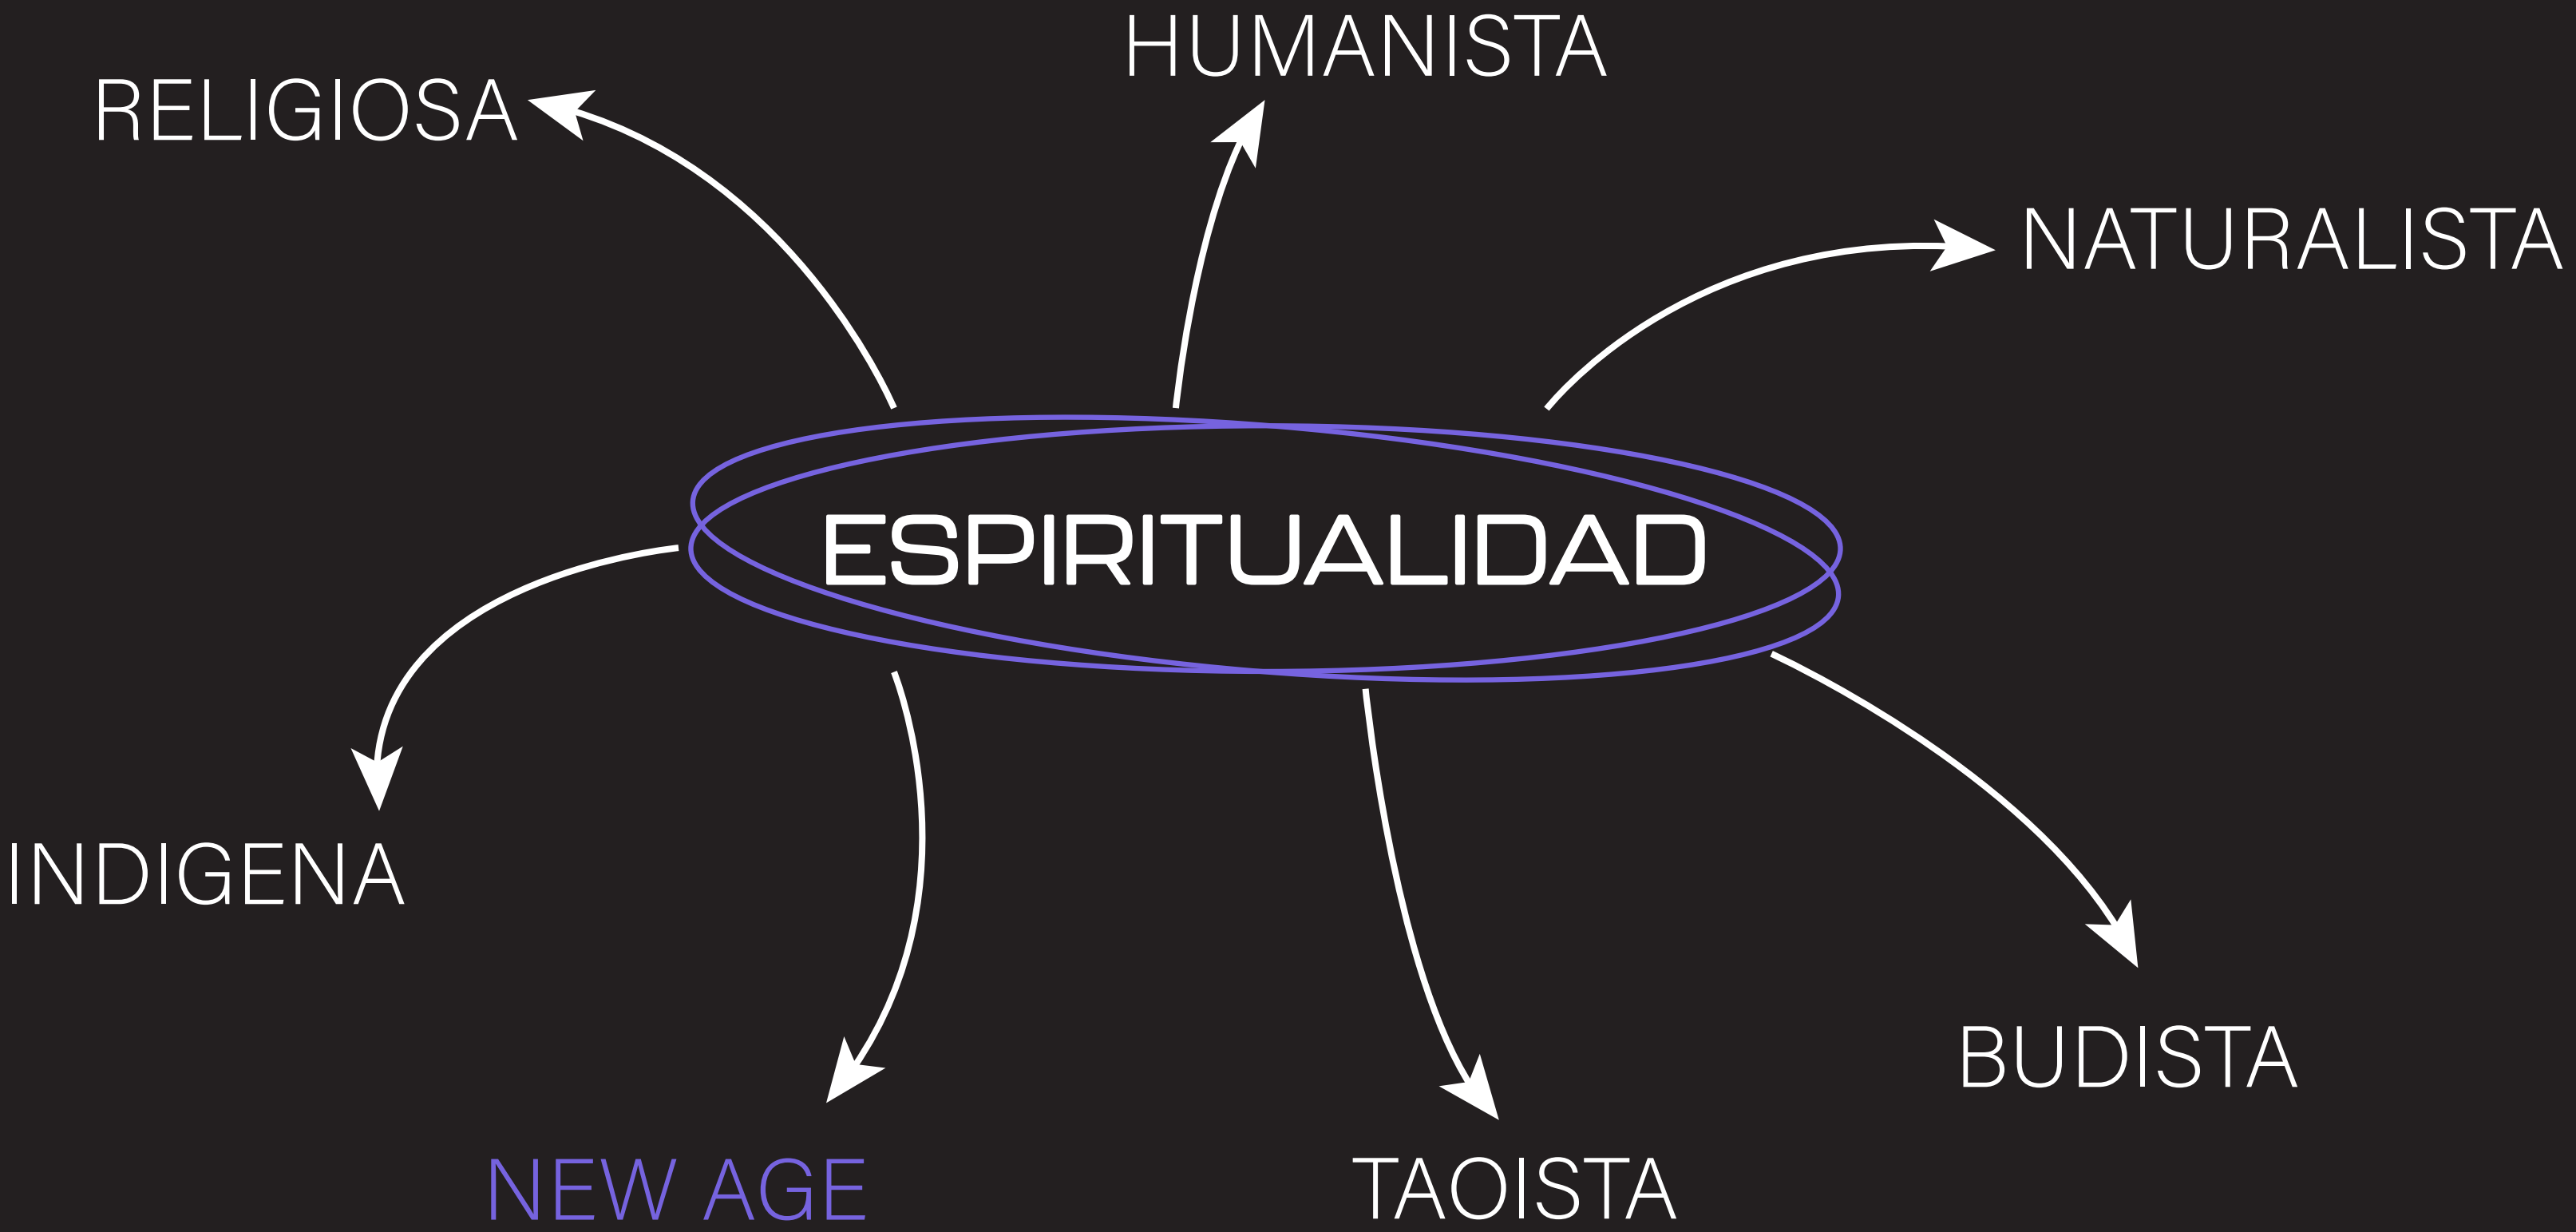 HUMANISTA
RELIGIOSA
NATURALISTA
ESPIRITUALIDAD
INDIGENA
BUDISTA
NEW AGE
TAOISTA